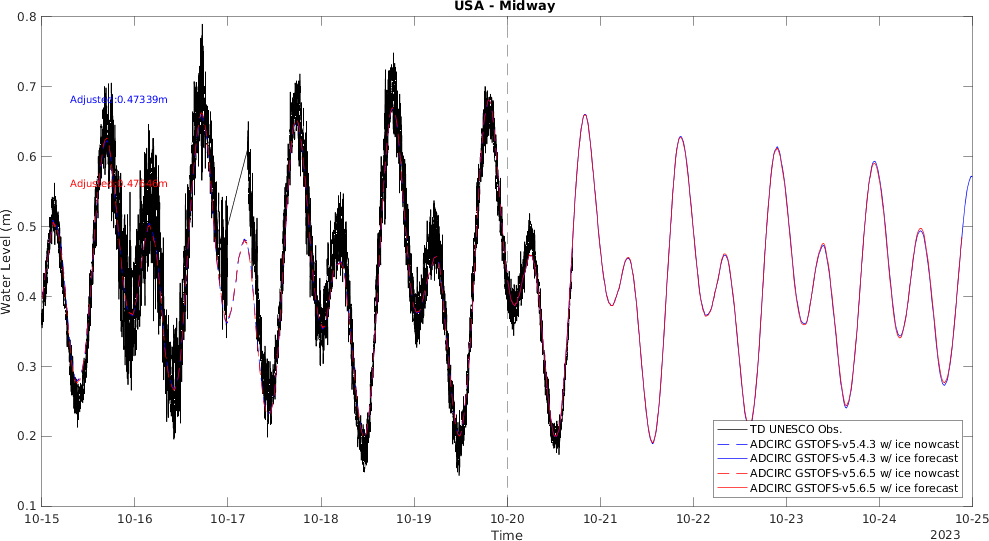 USA - Midway
0.8
0.7
0.6
0.5
0.4
0.3
0.2
0.1
Water Level (m)
Adjusted:0.47339m
10-15
10-16
10-17
10-18
10-19
10-20
10-21
10-22
10-23
10-24
10-25
Time
2023
TD UNESCO Obs.
ADCIRC GSTOFS-v5.4.3 w/ ice nowcast
ADCIRC GSTOFS-v5.4.3 w/ ice forecast
ADCIRC GSTOFS-v5.6.5 w/ ice nowcast
ADCIRC GSTOFS-v5.6.5 w/ ice forecast